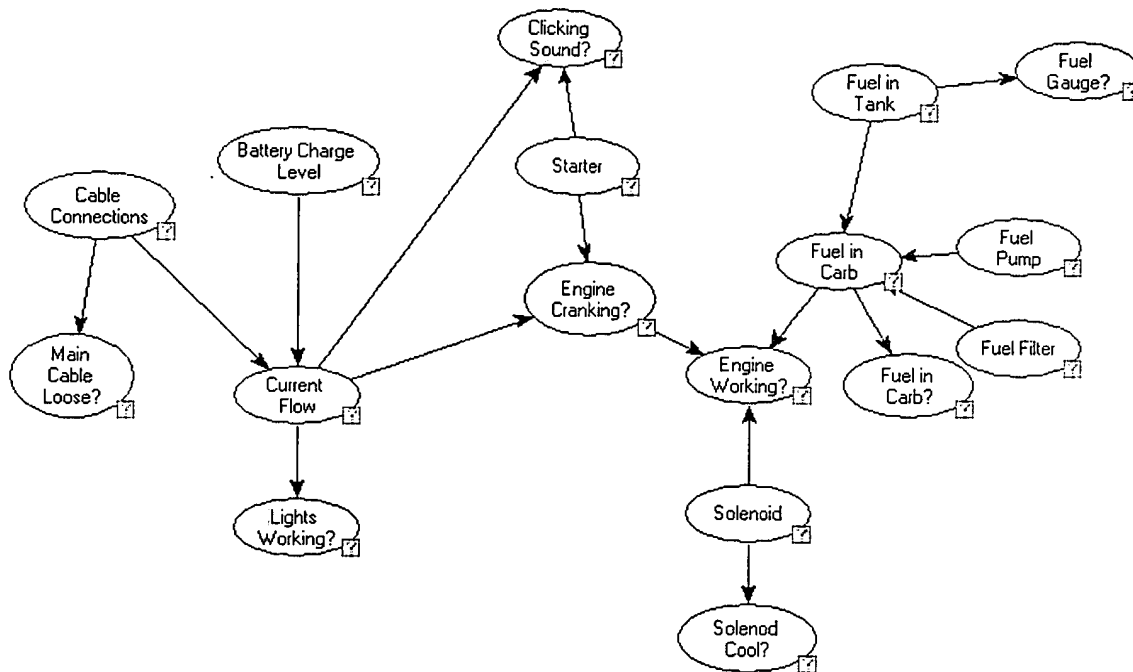 Clicking
Sound?
?
Fuel in
Tank
?
Fuel
Gauge?
?
Battery Charge
Level
?
Starter
?
Cable
Connections
?
Fuel in
Carb
?
Fuel
Pump
?
Engine
Cranking?
?
Main
Cable
Loose?
?
Current
Flow
?
Engine
Working?
?
Fuel in
Carb?
?
Fuel Filter
?
Lights
Working?
?
Solenoid
?
Solenod
Cool?
?